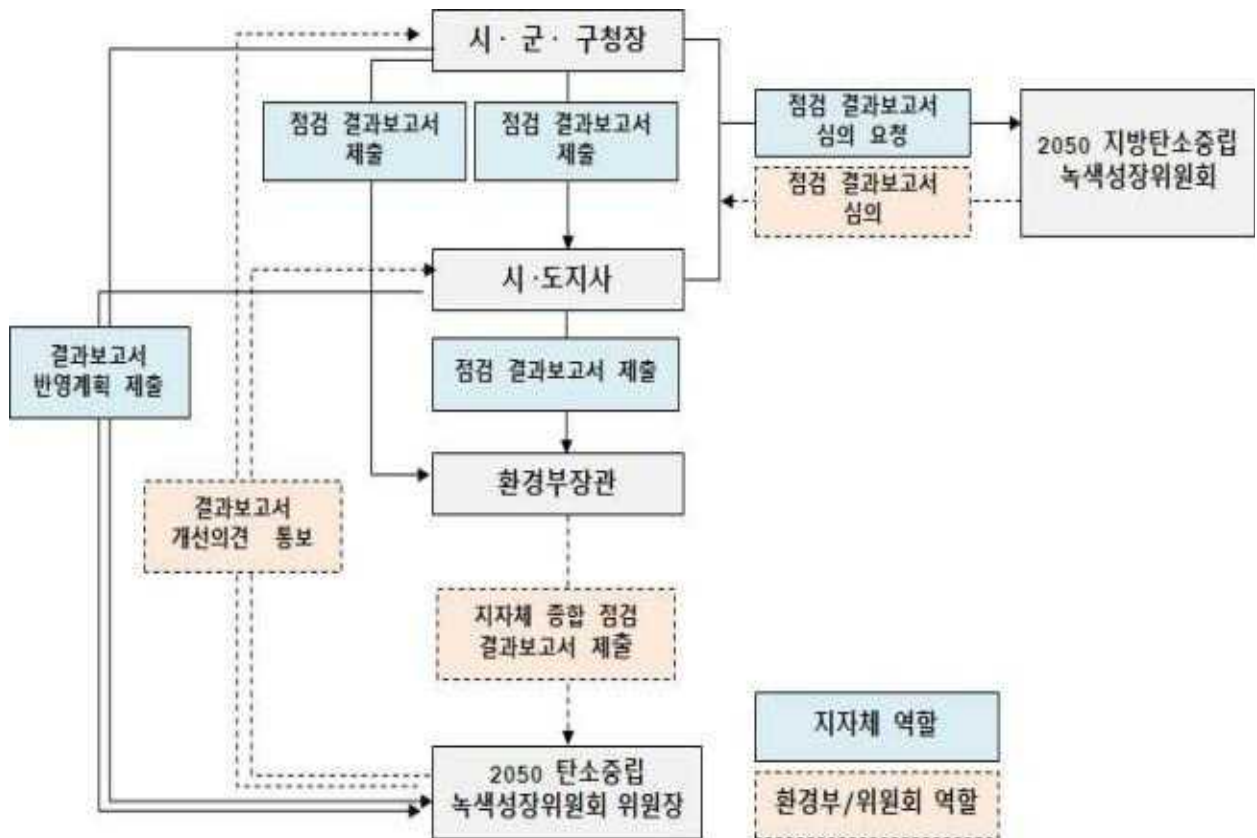 시· 군· 구청장
점검 결과보고서
제출
점검 결과보고서
제출
점검 결과보고서
심의 요청
2050 지방탄소중립
녹색성장위원회
점검 결과보고서
심의
시·도지사
결과보고서
반영계획 제출
점검 결과보고서 제출
환경부장관
결과보고서
개선의견 통보
지자체 종합 점검
결과보고서 제출
지자체 역할
2050 탄소중립
녹색성장위원회 위원장
환경부/위원회 역할